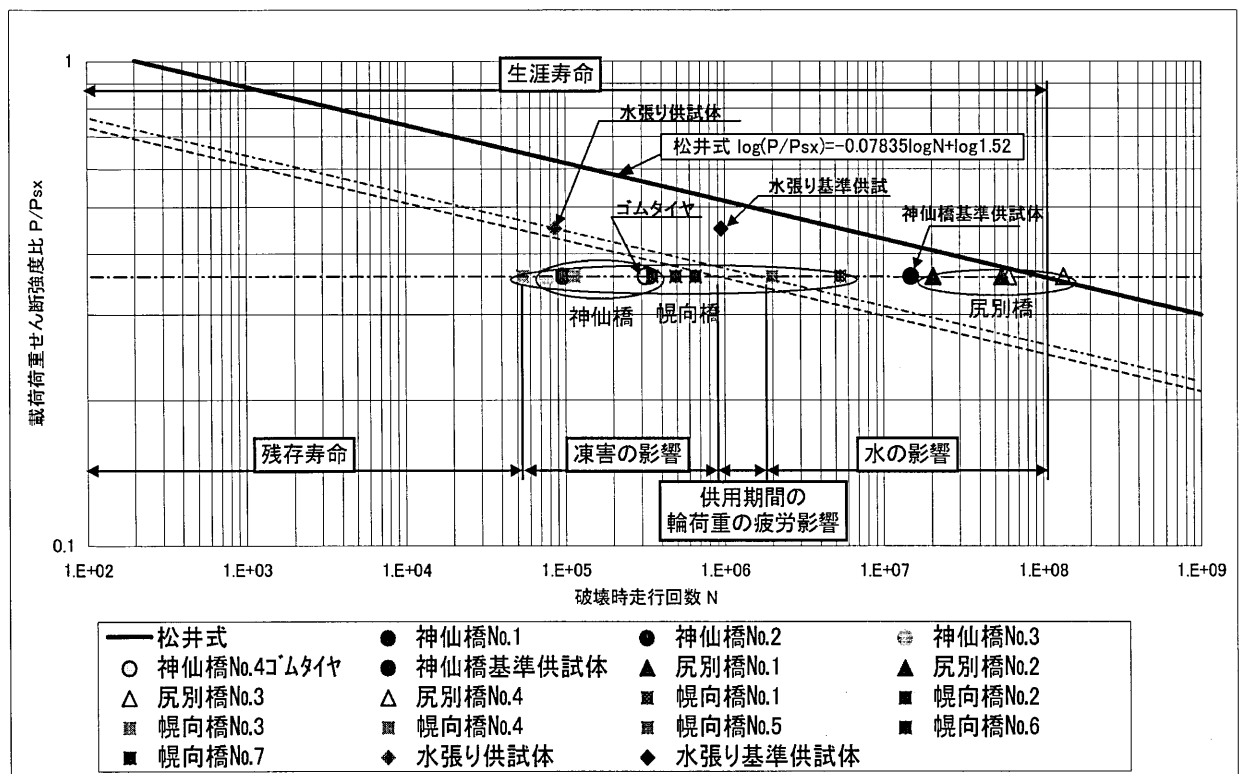 1
生涯寿命
水張り供試体
松井式 log(P/Psx)=-0.07835logN+log1.52
水張り基準供試
ゴムタイヤ
神仙橋基準供試体
神仙橋
幌向橋
尻別橋
載荷荷重せん断強度比 P/Psx
残存寿命
凍害の影響
水の影響
供用期間の
輪荷重の疲労影響
0.1
1.E+02
1.E+03
1.E+04
1.E+05
1.E+06
1.E+07
1.E+08
1.E+09
破壊時走行回数 N
松井式
神仙橋No.1
神仙橋No.2
神仙橋No.3
神仙橋No.4ゴムタイヤ
神仙橋基準供試体
尻別橋No.1
尻別橋No.2
尻別橋No.3
尻別橋No.4
幌向橋No.1
幌向橋No.2
幌向橋No.3
幌向橋No.4
幌向橋No.5
幌向橋No.6
幌向橋No.7
水張り供試体
水張り基準供試体